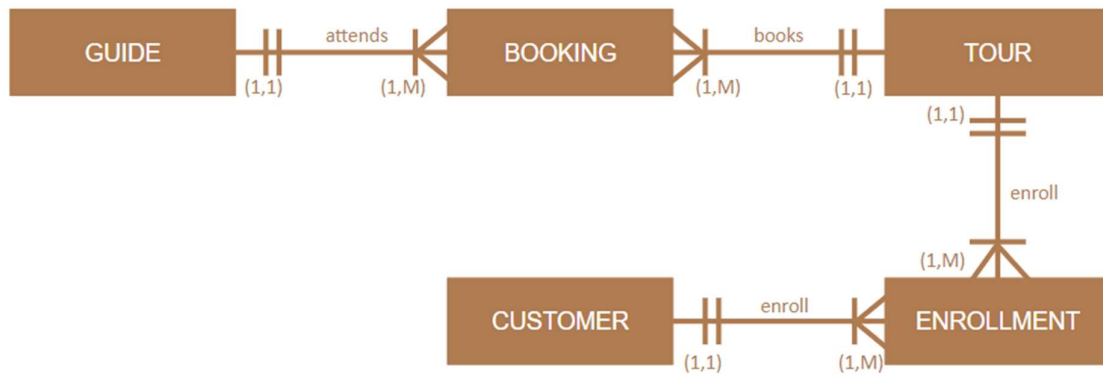 GUIDE
attends
BOOKING
books
TOUR
(1,1)
(1,M)
(1,M)
(1,1)
(1,1)
enroll
(1,M)
CUSTOMER
enroll
ENROLLMENT
(1,1)
(1,M)